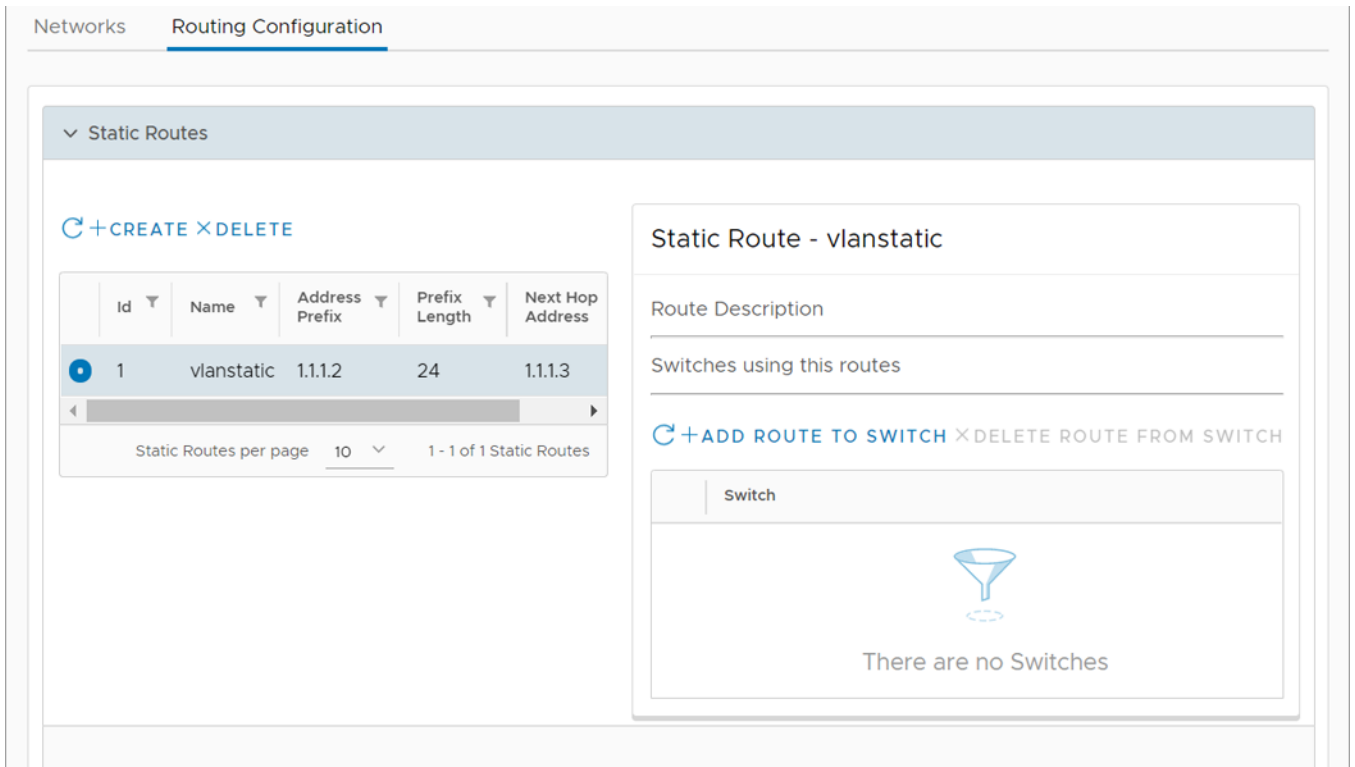 Networks Routing Configuration
Static Routes
CREATE DELETE
Id Name Address Prefix Prefix Length Next Hop Address
1 vlanstatic 1.1.1.2 24 1.1.1.3
Static Routes per page 10 1 - 1 of 1 Static Routes
Static Route - vlanstatic
Route Description
Switches using this routes
ADD ROUTE TO SWITCH DELETE ROUTE FROM SWITCH
Switch
There are no Switches